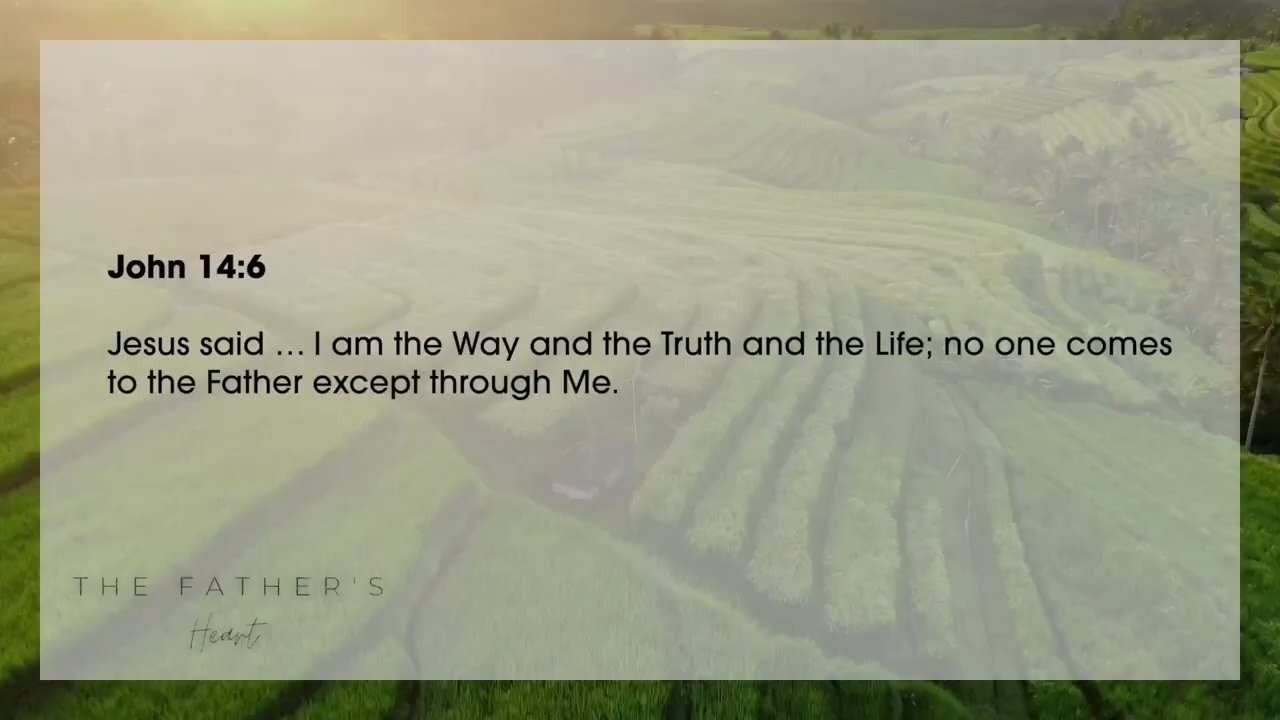 John 14:6
Jesus said … I am the Way and the Truth and the Life; no one comes
to the Father except through Me.
THE FATHER'S
Heart